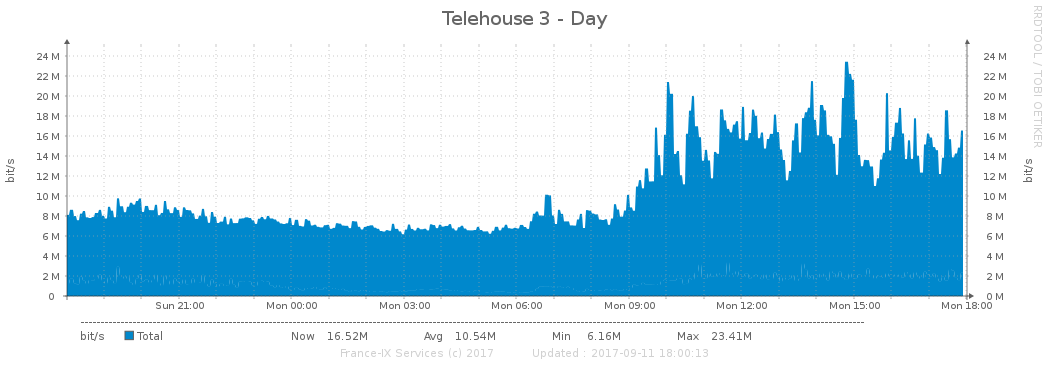 Telehouse 3 - Day
RRDTOOL / TOBI OETIKER
24 M 24 M
22 M 22 M
20 M 20 M
18 M 18 M
16 M 16 M
14 M 14 M
12 M 12 M
10 M 10 M
8 M 8 M
6 M 6 M
4 M 4 M
2 M 2 M
0 0 M
bit/s bit/s
Sun 21:00 Mon 00:00 Mon 03:00 Mon 06:00 Mon 09:00 Mon 12:00 Mon 15:00 Mon 18:00
bit/s Total Now 16.52M Avg 10.54M Min 6.16M Max 23.41M
France-IX Services (c) 2017 Updated : 2017-09-11 18:00:13